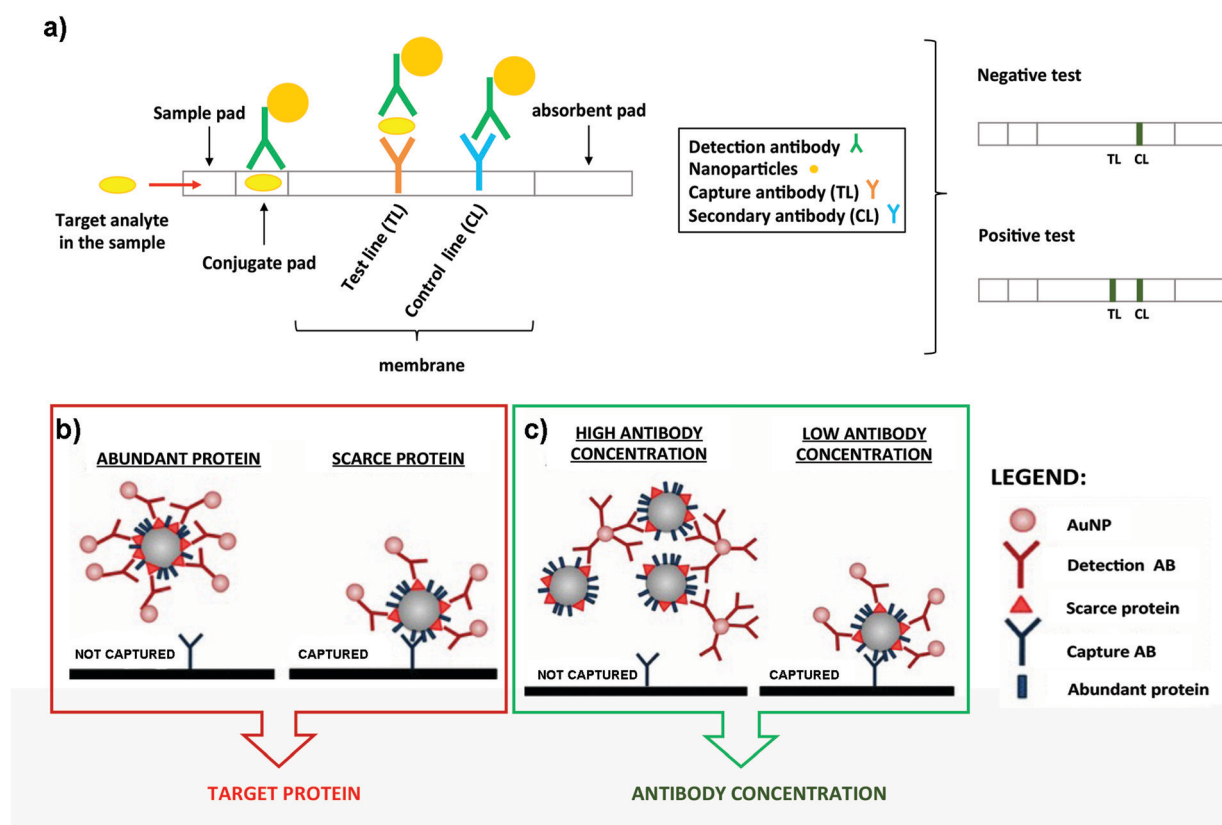 a)
Sample pad
absorbent pad
Target analyte
in the sample
Conjugate pad
Test line (TL)
Control line (CL)
membrane
Detection antibody
Nanoparticles
Capture antibody (TL)
Secondary antibody (CL)
Negative test
TL CL
Positive test
TL CL
b)
ABUNDANT PROTEIN
SCARCE PROTEIN
NOT CAPTURED
CAPTURED
TARGET PROTEIN
c)
HIGH ANTIBODY
CONCENTRATION
LOW ANTIBODY
CONCENTRATION
NOT CAPTURED
CAPTURED
ANTIBODY CONCENTRATION
LEGEND:
AuNP
Detection AB
Scarce protein
Capture AB
Abundant protein